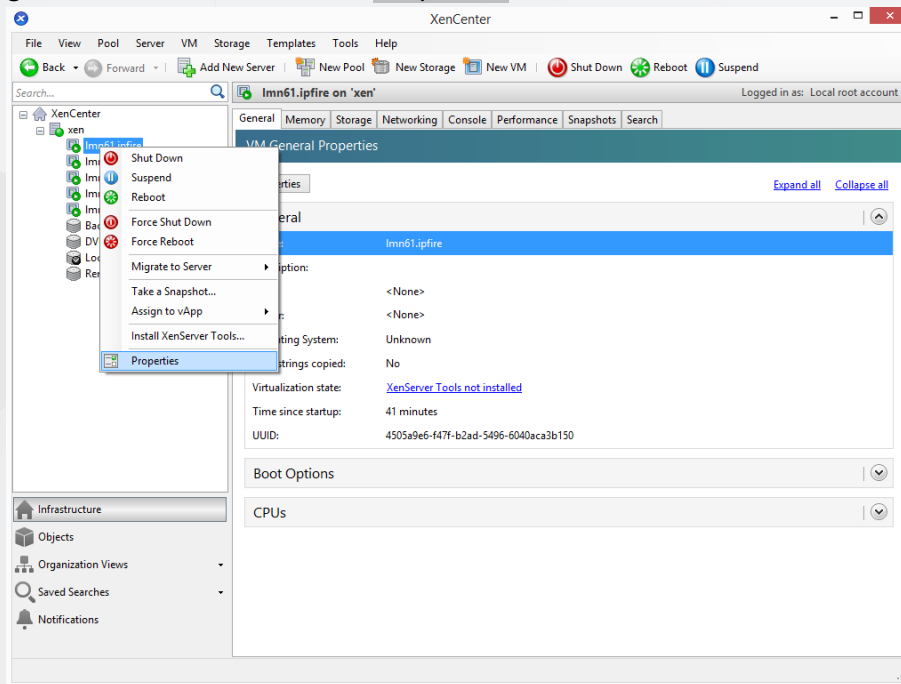 XenCenter
File View Pool Server VM Storage Templates Tools Help
Back Forward Add New Server New Pool New Storage New VM Shut Down Reboot Suspend
Search...
lmn61.ipfire on 'xen' Logged in as: Local root account
XenCenter
xen
lmn61.ipfire
General Memory Storage Networking Console Performance Snapshots Search
VM General Properties
Shut Down
Suspend
Reboot
Force Shut Down
Force Reboot
Migrate to Server
Take a Snapshot...
Assign to vApp
Install XenServer Tools...
Properties
Expand all Collapse all
lmn61.ipfire
<None>
<None>
Unknown
strings copied: No
Virtualization state: XenServer Tools not installed
Time since startup: 41 minutes
UUID: 4505a9e6-f47f-b2ad-5496-6040aca3b150
Boot Options
CPUs
Infrastructure
Objects
Organization Views
Saved Searches
Notifications